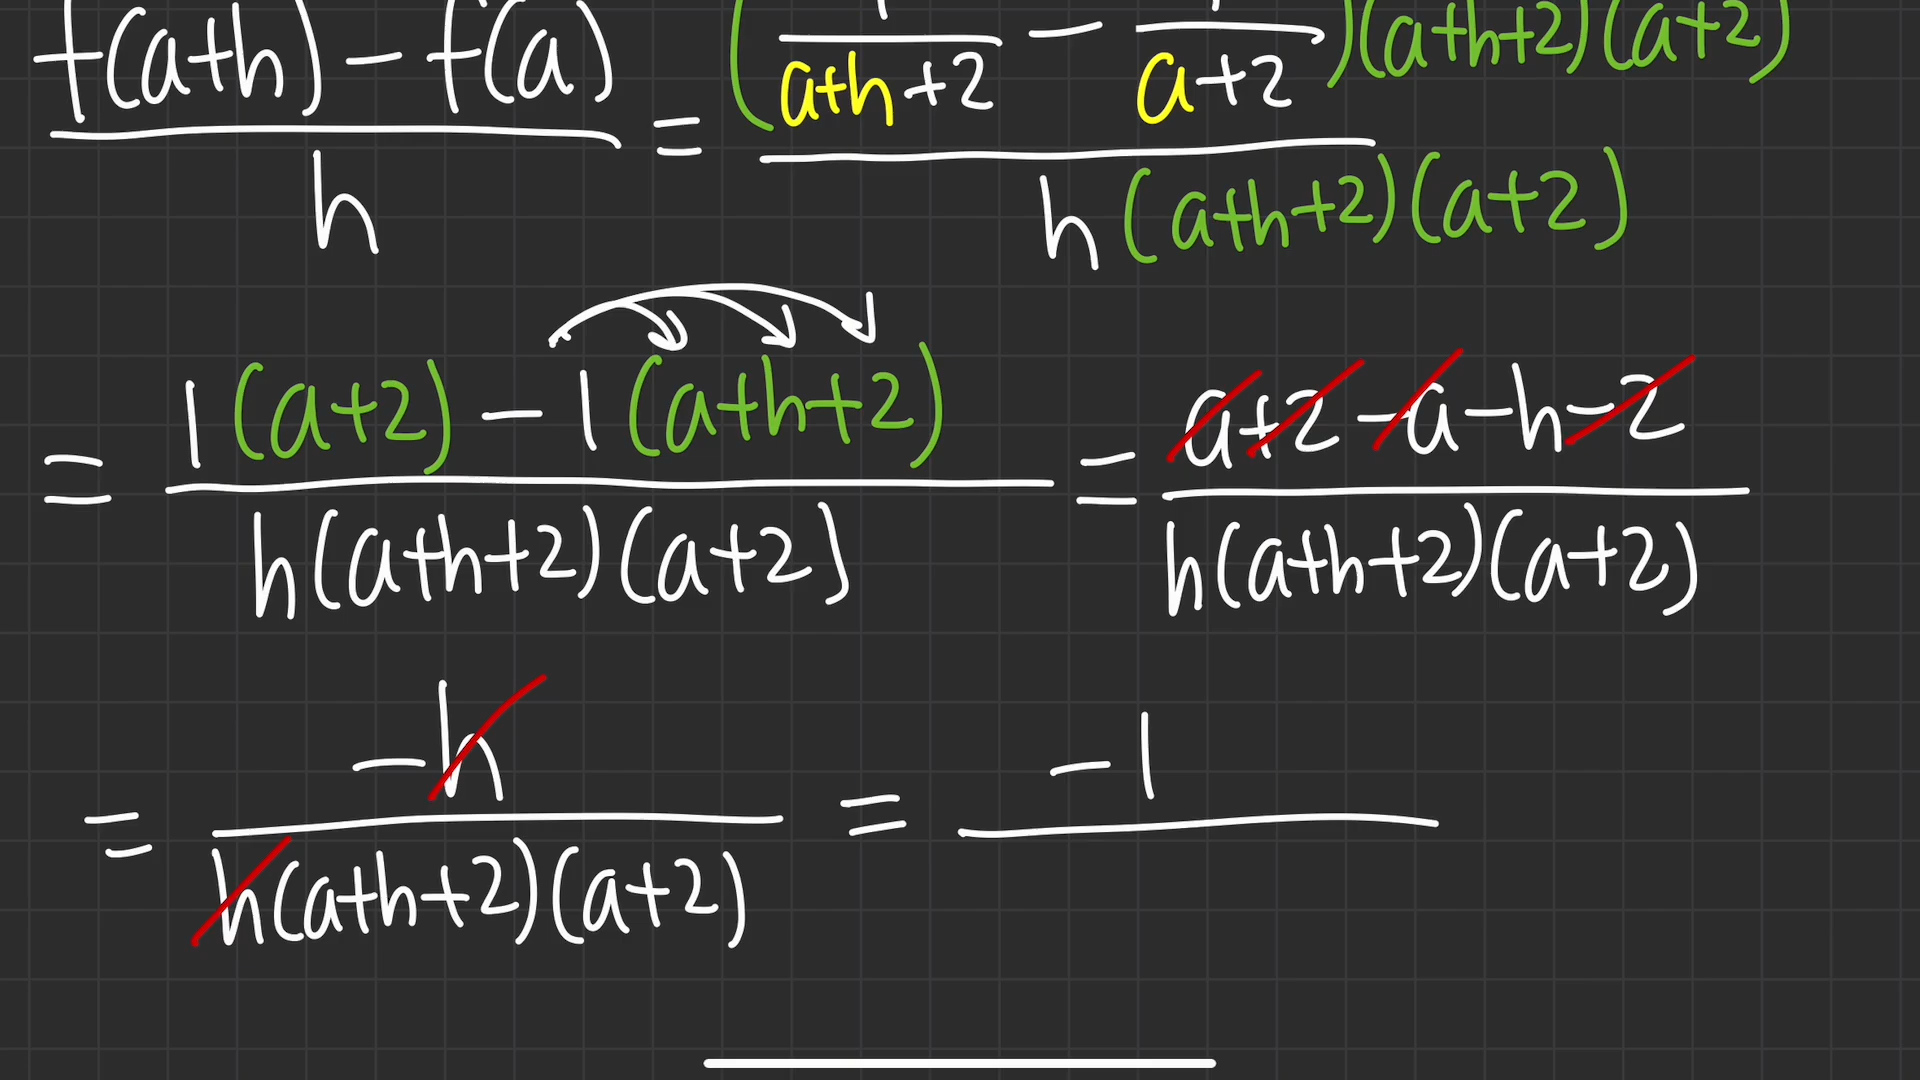 f(a+h) - f(a) / h = (1/(a+h+2) - 1/(a+2))(a+h+2)(a+2) / h(a+h+2)(a+2)
= 1(a+2) - 1(a+h+2) / h(a+h+2)(a+2) = a+2-a-h-2 / h(a+h+2)(a+2)
= -h / h(a+h+2)(a+2) = -1 /